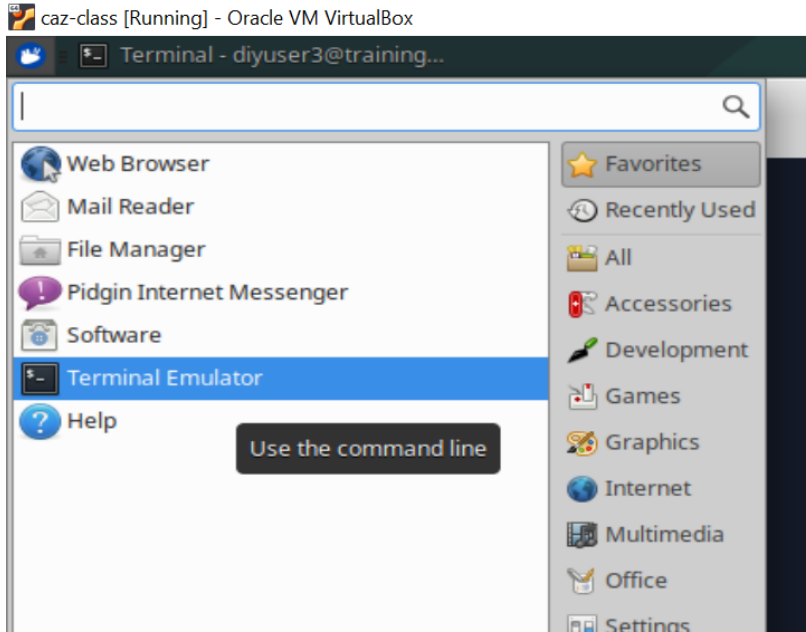 caz-class [Running] - Oracle VM VirtualBox
Terminal - diyuser3@training...
Web Browser
Mail Reader
File Manager
Pidgin Internet Messenger
Software
Terminal Emulator
Help
Use the command line
Favorites
Recently Used
All
Accessories
Development
Games
Graphics
Internet
Multimedia
Office
Settings